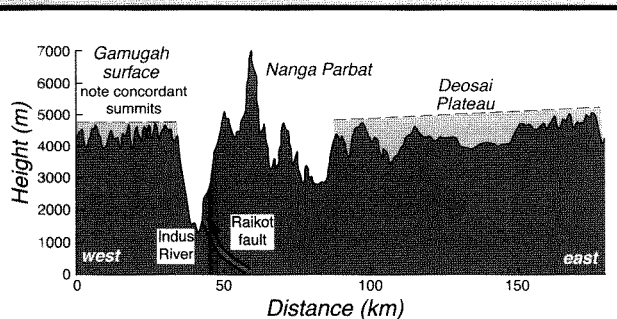 Gamugah
surface
note concordant
summits
Nanga Parbat
Deosai
Plateau
Height (m)
7000
6000
5000
4000
3000
2000
1000
0
Indus
River
Raikot
fault
west
east
0
50
100
150
Distance (km)